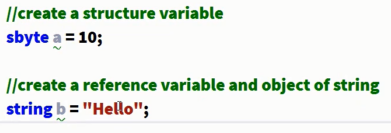 //create a structure variable
sbyte a = 10;
//create a reference variable and object of string
string b = "Hello";